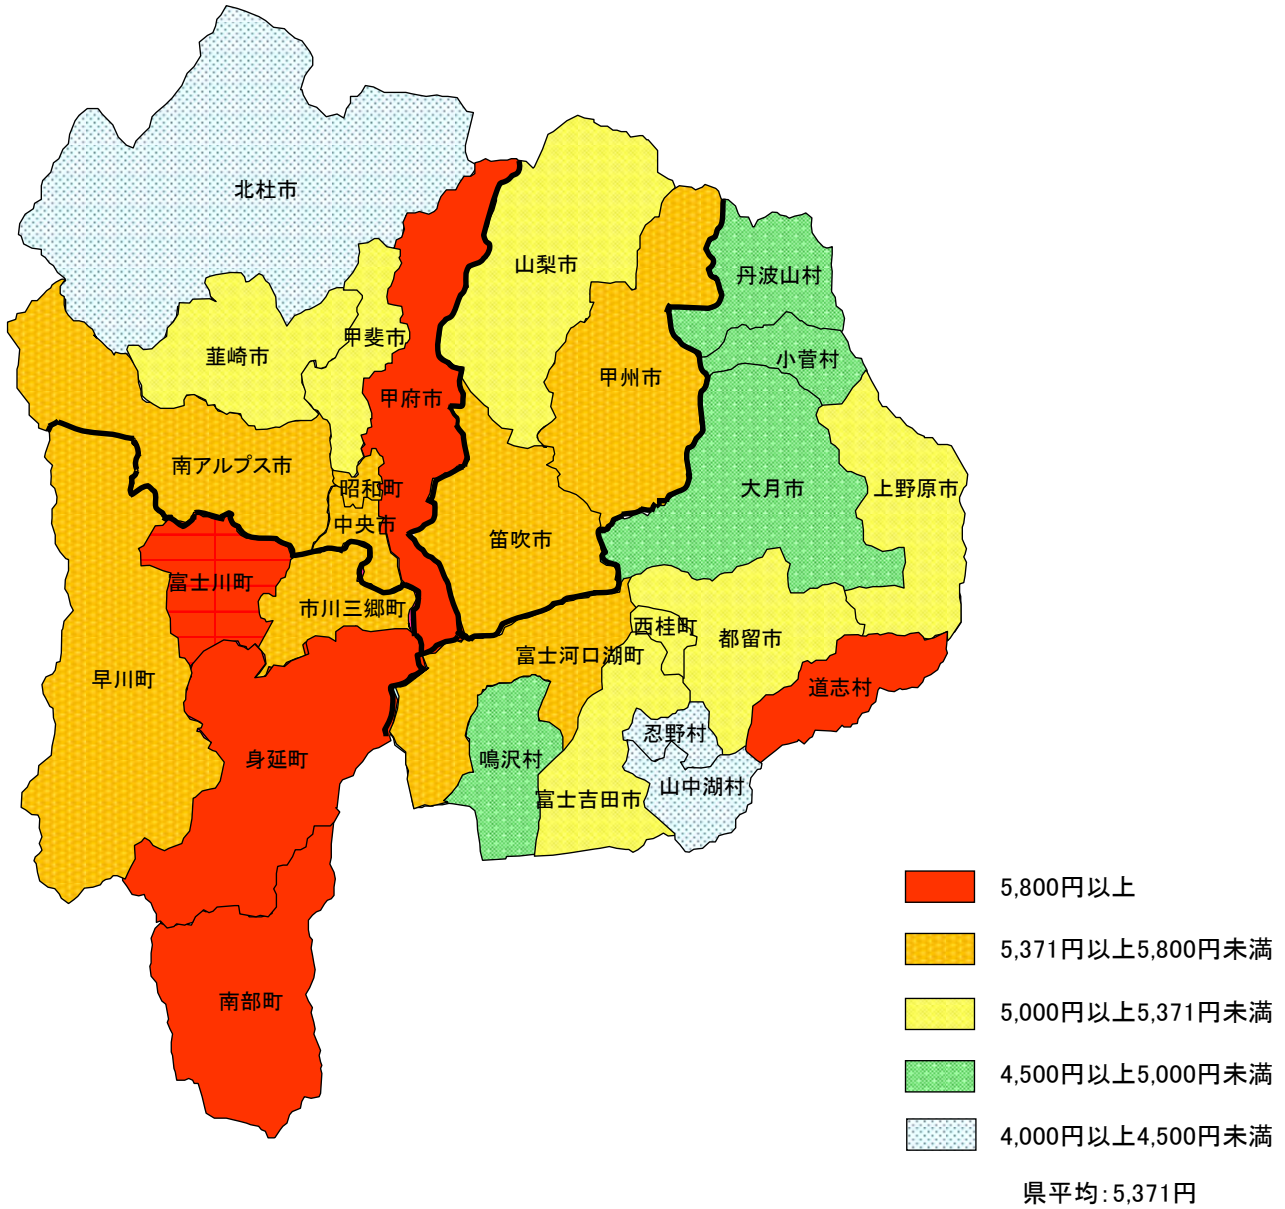 北杜市
山梨市
丹波山村
甲斐市
韮崎市
小菅村
甲州市
甲府市
南アルプス市
昭和町
大月市
上野原市
中央市
笛吹市
富士川町
市川三郷町
西桂町
都留市
富士河口湖町
早川町
道志村
忍野村
身延町
鳴沢村
山中湖村
富士吉田市
南部町
5,800円以上
5,371円以上5,800円未満
5,000円以上5,371円未満
4,500円以上5,000円未満
4,000円以上4,500円未満
県平均:5,371円